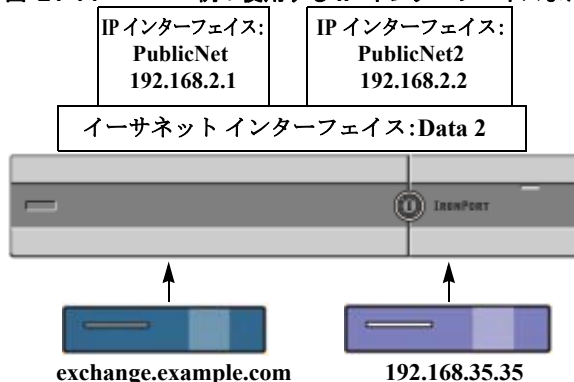 IP インターフェイス:
PublicNet
192.168.2.1
IP インターフェイス:
PublicNet2
192.168.2.2
イーサネット インターフェイス:Data 2
IRONPORT
exchange.example.com
192.168.35.35